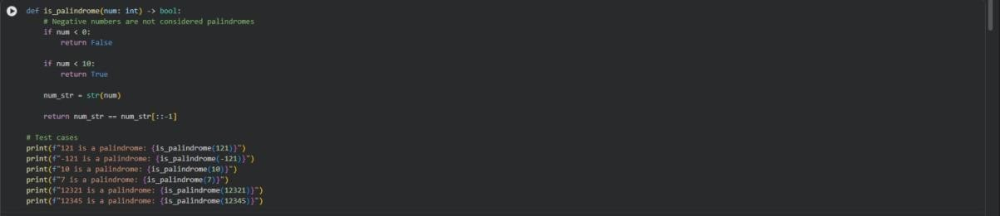 def is_palindrome(num: int) -> bool:
    # Negative numbers are not considered palindromes
    if num < 0:
        return False
    if num < 10:
        return True
    num_str = str(num)
    return num_str == num_str[::-1]
# Test cases
print(f"121 is a palindrome: {is_palindrome(121)}")
print(f"-121 is a palindrome: {is_palindrome(-121)}")
print(f"10 is a palindrome: {is_palindrome(10)}")
print(f"7 is a palindrome: {is_palindrome(7)}")
print(f"12321 is a palindrome: {is_palindrome(12321)}")
print(f"12345 is a palindrome: {is_palindrome(12345)}")